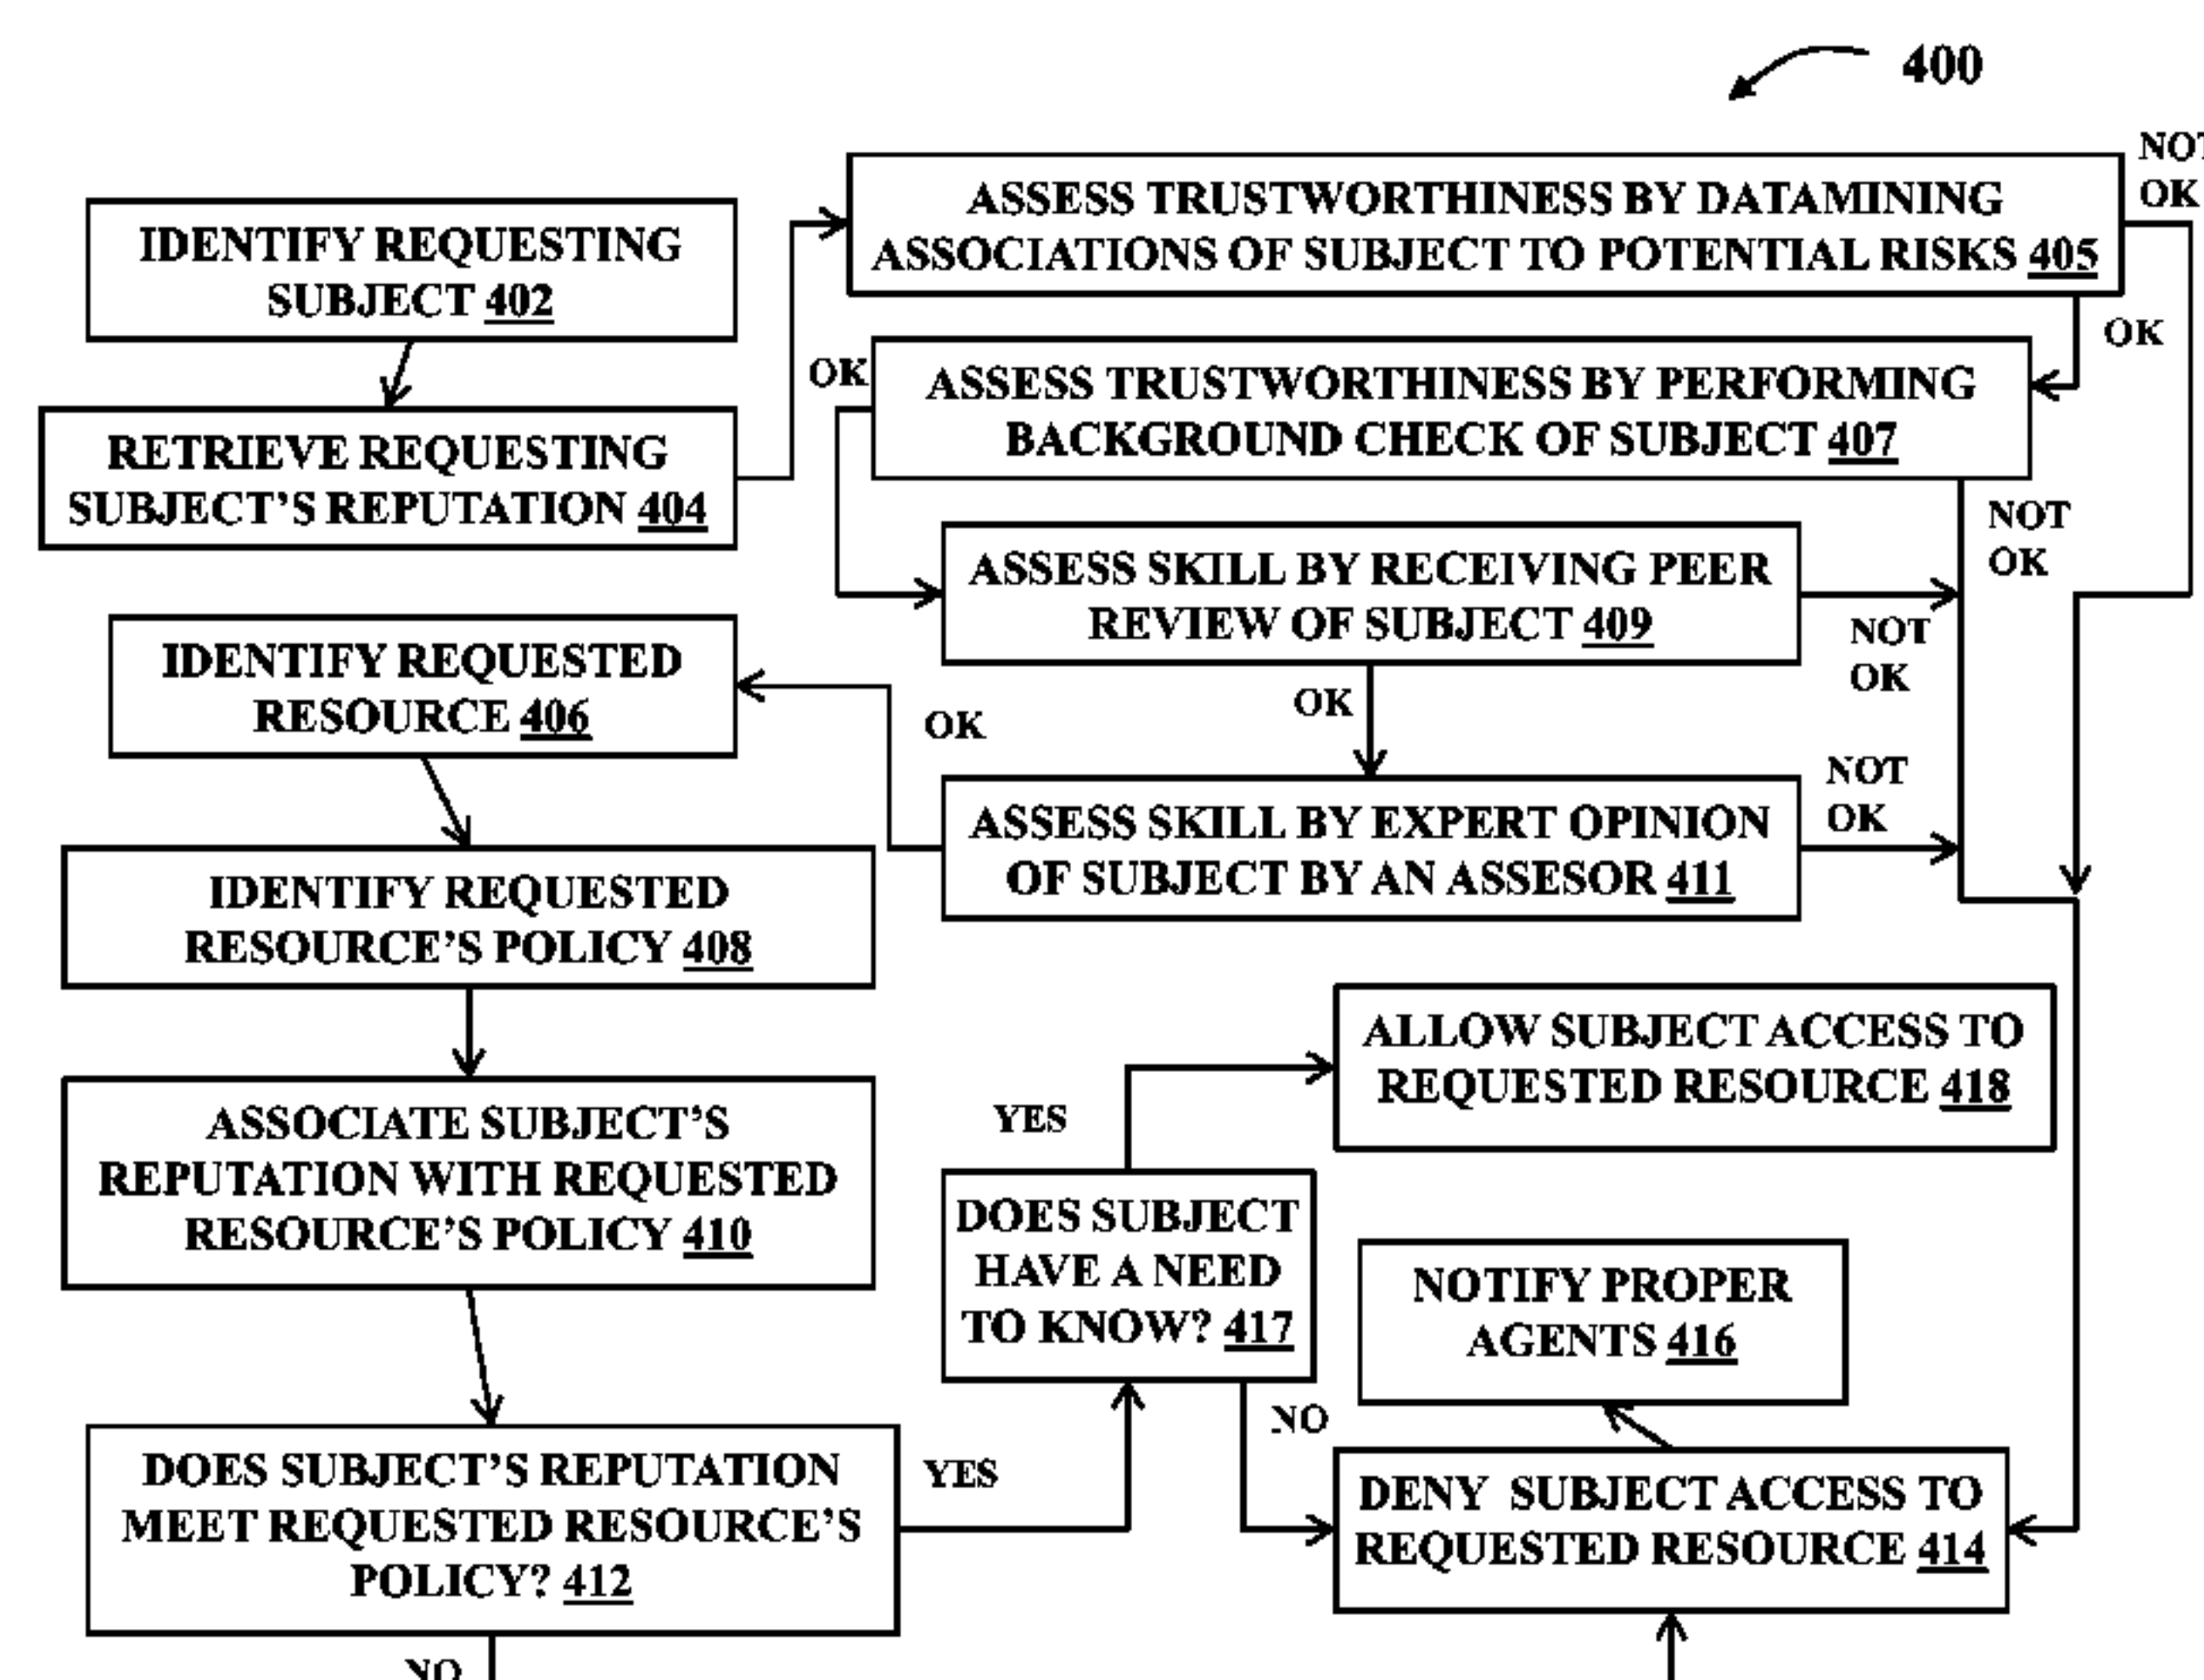 400
IDENTIFY REQUESTING
SUBJECT 402
RETRIEVE REQUESTING
SUBJECT'S REPUTATION 404
ASSESS TRUSTWORTHINESS BY DATAMINING
ASSOCIATIONS OF SUBJECT TO POTENTIAL RISKS 405
NOT
OK
OK
ASSESS TRUSTWORTHINESS BY PERFORMING
BACKGROUND CHECK OF SUBJECT 407
OK
NOT
OK
ASSESS SKILL BY RECEIVING PEER
REVIEW OF SUBJECT 409
NOT
OK
OK
ASSESS SKILL BY EXPERT OPINION
OF SUBJECT BY AN ASSESOR 411
NOT
OK
OK
IDENTIFY REQUESTED
RESOURCE 406
IDENTIFY REQUESTED
RESOURCE'S POLICY 408
ASSOCIATE SUBJECT'S
REPUTATION WITH REQUESTED
RESOURCE'S POLICY 410
DOES SUBJECT'S REPUTATION
MEET REQUESTED RESOURCE'S
POLICY? 412
YES
NO
DOES SUBJECT
HAVE A NEED
TO KNOW? 417
YES
NO
ALLOW SUBJECT ACCESS TO
REQUESTED RESOURCE 418
NOTIFY PROPER
AGENTS 416
DENY SUBJECT ACCESS TO
REQUESTED RESOURCE 414